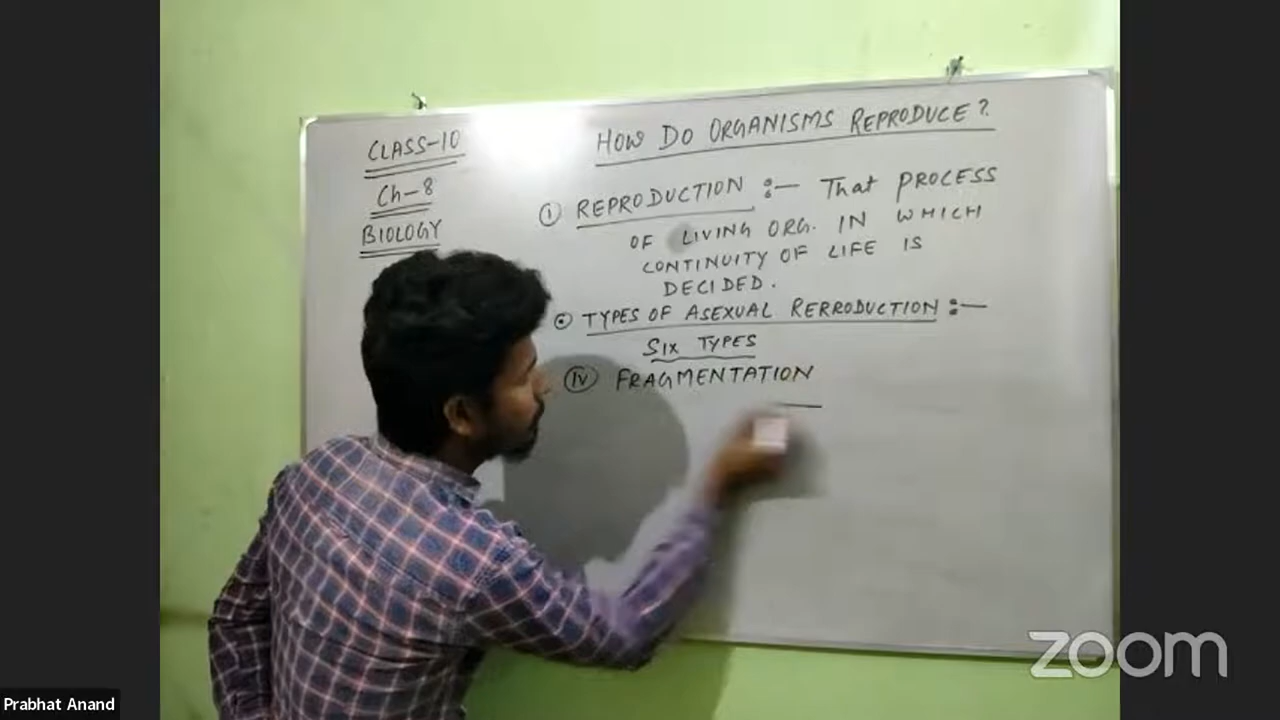 CLASS-10
Ch-8
BIOLOGY
HOW DO ORGANISMS REPRODUCE?
(i) REPRODUCTION :— That PROCESS
OF LIVING ORG. IN WHICH
CONTINUITY OF LIFE IS
DECIDED.
TYPES OF ASEXUAL RERRODUCTION :—
SIX TYPES
(iv) FRAGMENTATION
zoom
Prabhat Anand